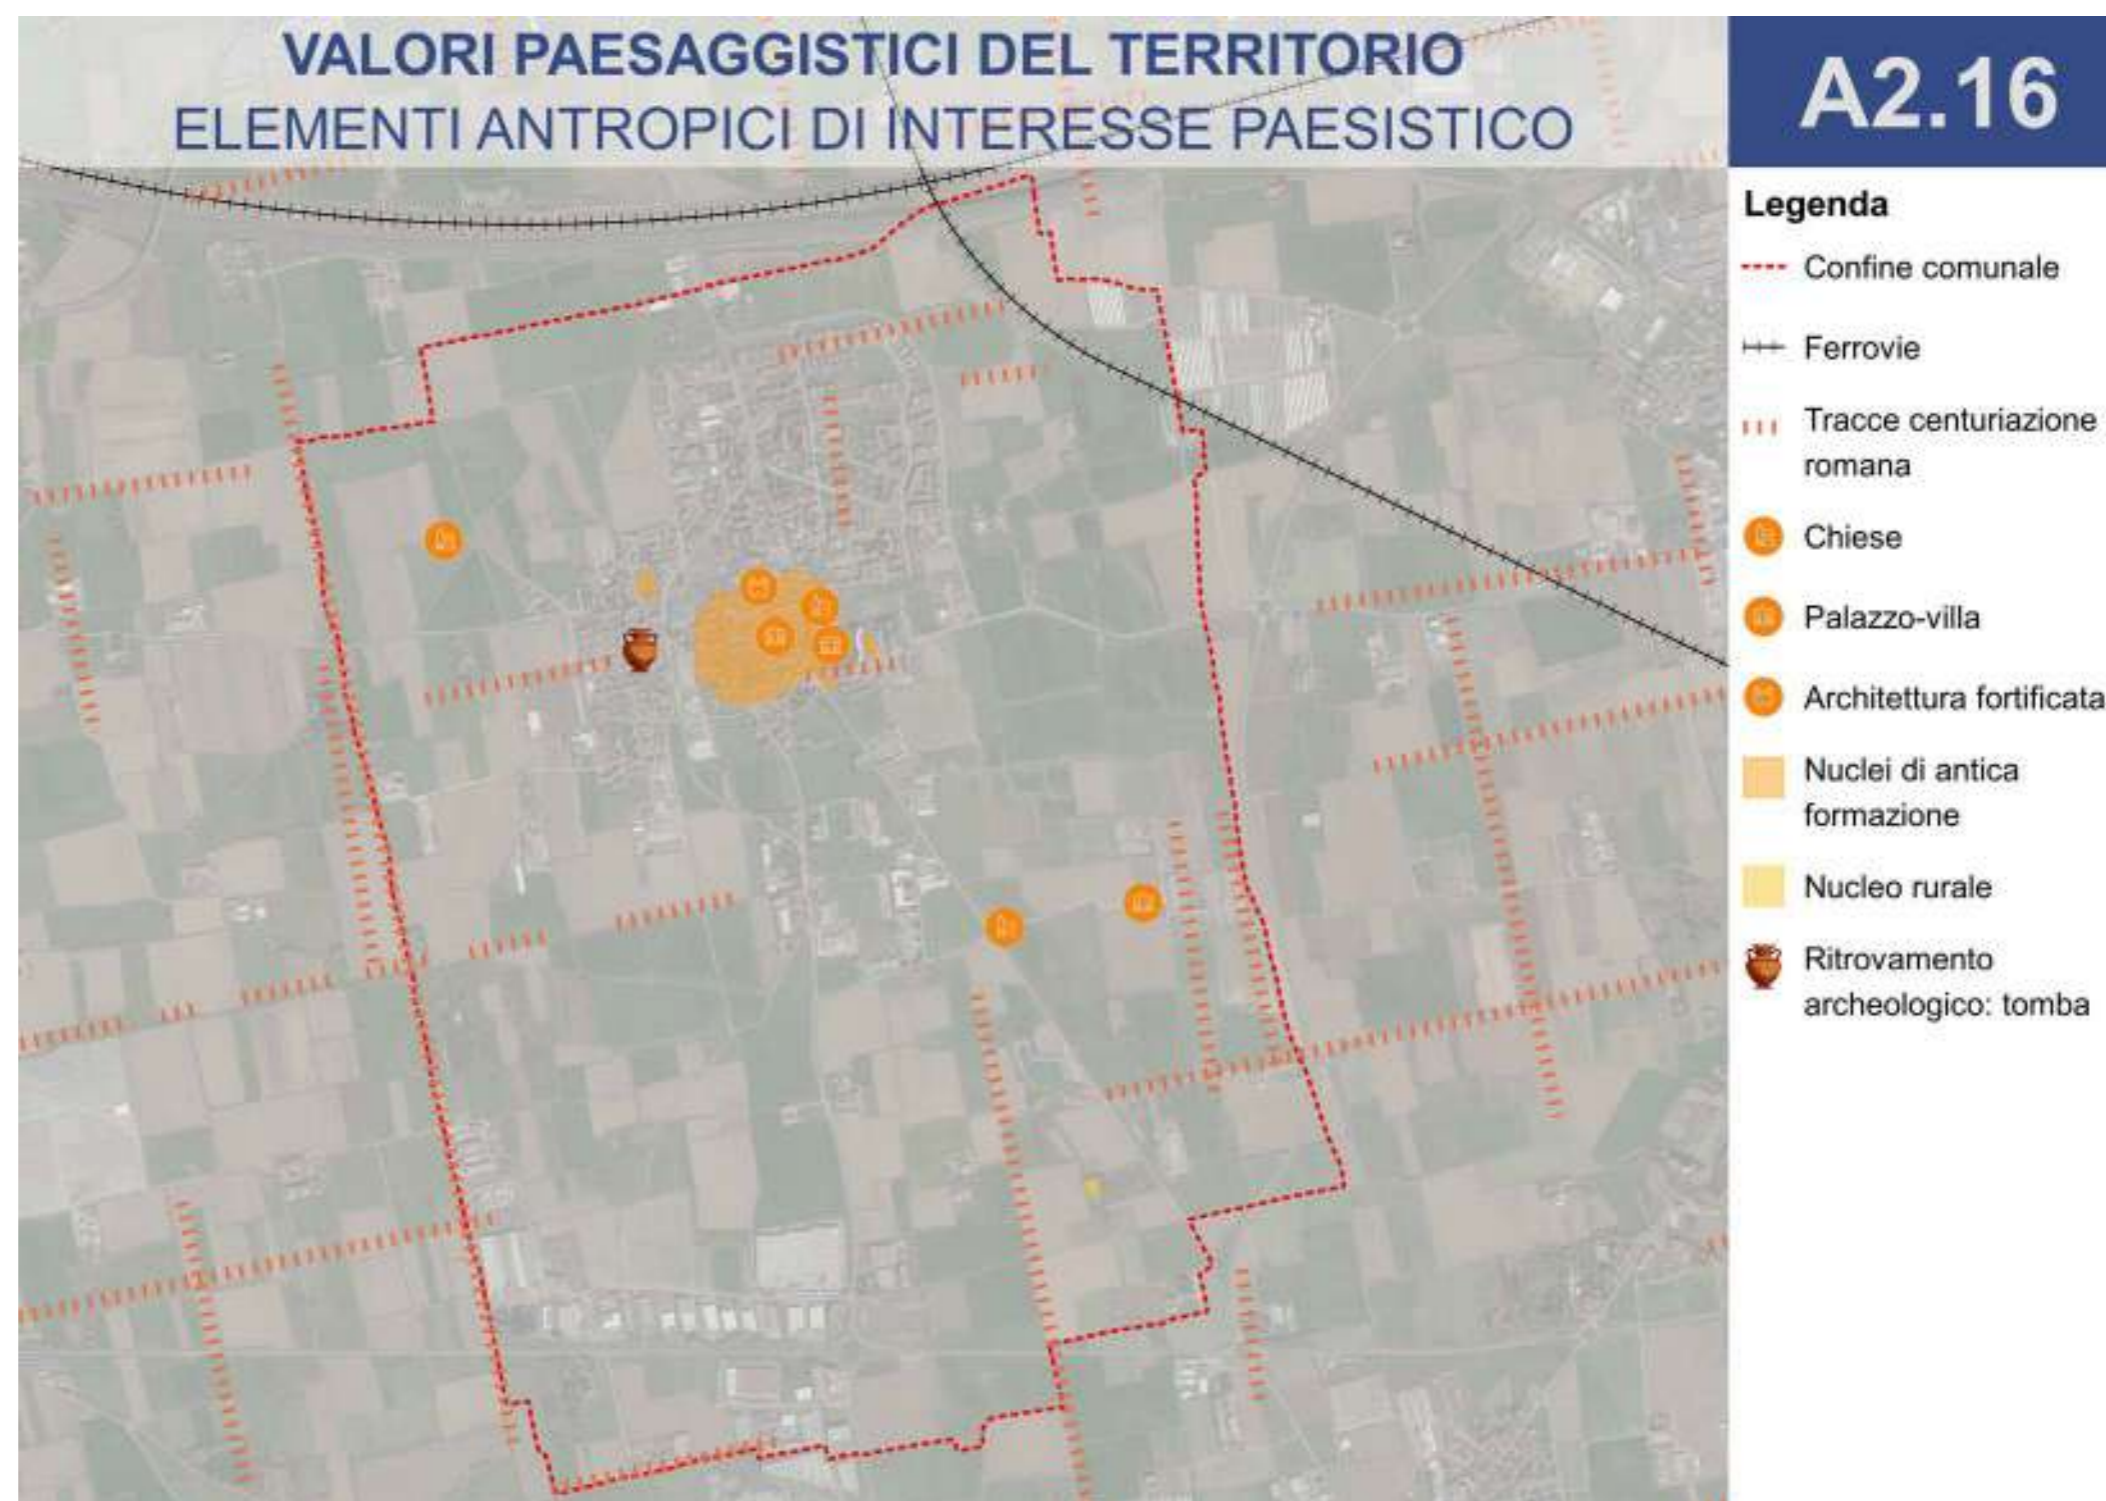 VALORI PAESAGGISTICI DEL TERRITORIO
ELEMENTI ANTROPICI DI INTERESSE PAESISTICO
A2.16
Legenda
Confine comunale
Ferrovie
Tracce centuriazione
romana
Chiese
Palazzo-villa
Architettura fortificata
Nuclei di antica
formazione
Nucleo rurale
Ritrovamento
archeologico: tomba